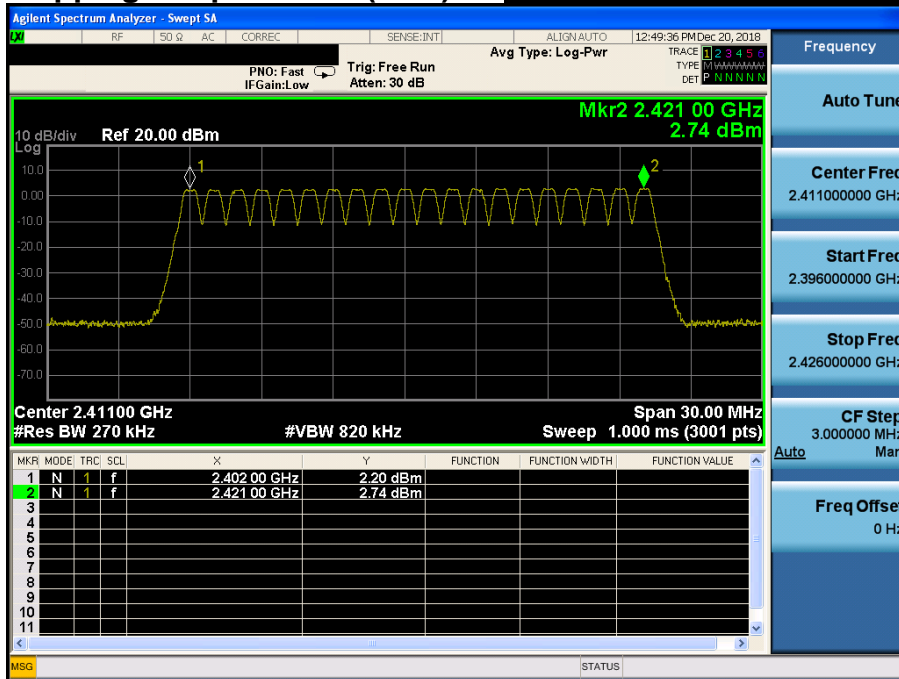 Agilent Spectrum Analyzer - Swept SA
LXI RF 50 Ω AC CORREC SENSE:INT ALIGN AUTO 12:49:36 PM Dec 20, 2018
Avg Type: Log-Pwr TRACE 1 2 3 4 5 6
PNO: Fast Trig: Free Run TYPE M WWWWW
IFGain:Low Atten: 30 dB DET P N N N N N
Mkr2 2.421 00 GHz
2.74 dBm
10 dB/div Ref 20.00 dBm
Log
1 2
10.0
0.00
-10.0
-20.0
-30.0
-40.0
-50.0
-60.0
-70.0
Center 2.41100 GHz Span 30.00 MHz
#Res BW 270 kHz #VBW 820 kHz Sweep 1.000 ms (3001 pts)
MKR MODE TRC SCL X Y FUNCTION FUNCTION WIDTH FUNCTION VALUE
1 N 1 f 2.402 00 GHz 2.20 dBm
2 N 1 f 2.421 00 GHz 2.74 dBm
3
4
5
6
7
8
9
10
11
MSG STATUS
Frequency
Auto Tune
Center Freq
2.411000000 GHz
Start Freq
2.396000000 GHz
Stop Freq
2.426000000 GHz
CF Step
3.000000 MHz
Auto Man
Freq Offset
0 Hz